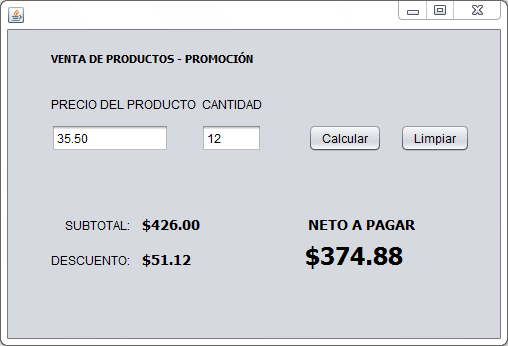 VENTA DE PRODUCTOS - PROMOCIÓN
PRECIO DEL PRODUCTO CANTIDAD
35.50 12 Calcular Limpiar
SUBTOTAL: $426.00 NETO A PAGAR
DESCUENTO: $51.12 $374.88